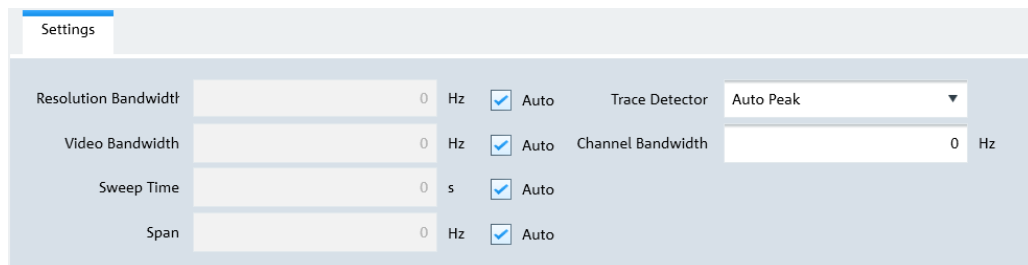 Settings
Resolution Bandwidth 0 Hz Auto Trace Detector Auto Peak
Video Bandwidth 0 Hz Auto Channel Bandwidth 0 Hz
Sweep Time 0 s Auto
Span 0 Hz Auto